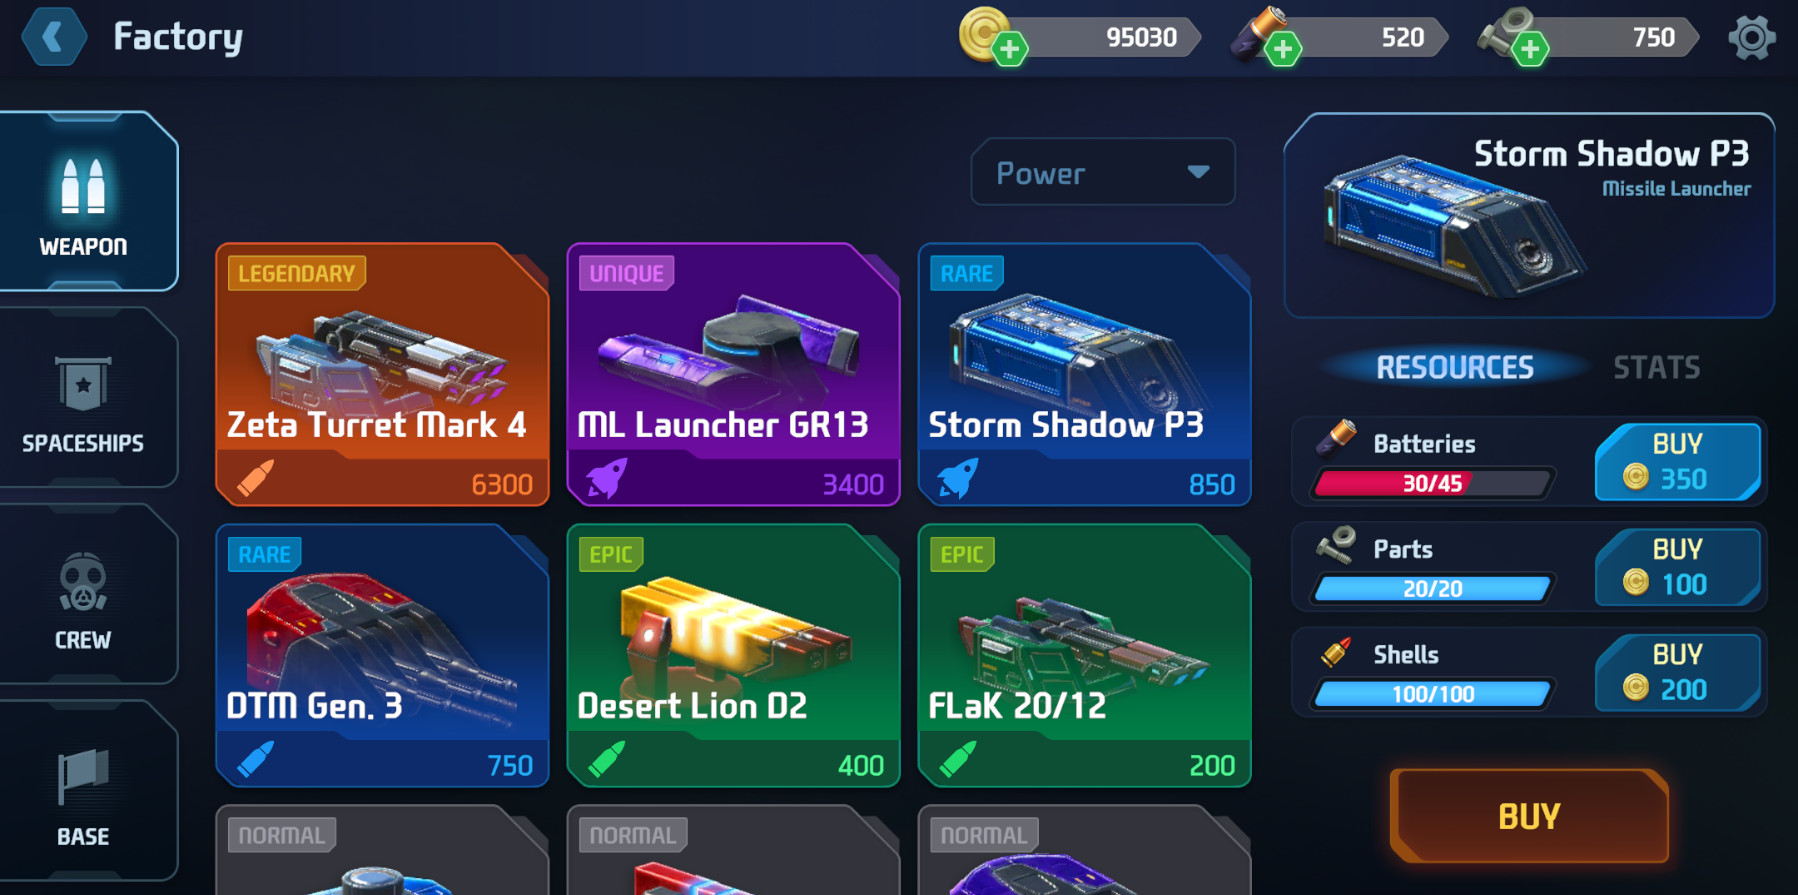 Factory
95030
520
750
WEAPON
SPACESHIPS
CREW
BASE
Power
LEGENDARY
Zeta Turret Mark 4
6300
UNIQUE
ML Launcher GR13
3400
RARE
Storm Shadow P3
850
RARE
DTM Gen. 3
750
EPIC
Desert Lion D2
400
EPIC
FLaK 20/12
200
NORMAL
NORMAL
NORMAL
Storm Shadow P3
Missile Launcher
RESOURCES
STATS
Batteries
30/45
BUY
350
Parts
20/20
BUY
100
Shells
100/100
BUY
200
BUY